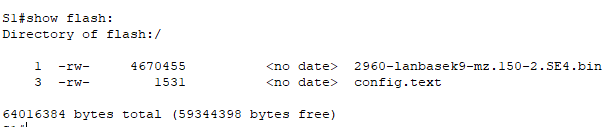 S1#show flash:
Directory of flash:/
1 -rw- 4670455 <no date> 2960-lanbasek9-mz.150-2.SE4.bin
3 -rw- 1531 <no date> config.text
64016384 bytes total (59344398 bytes free)